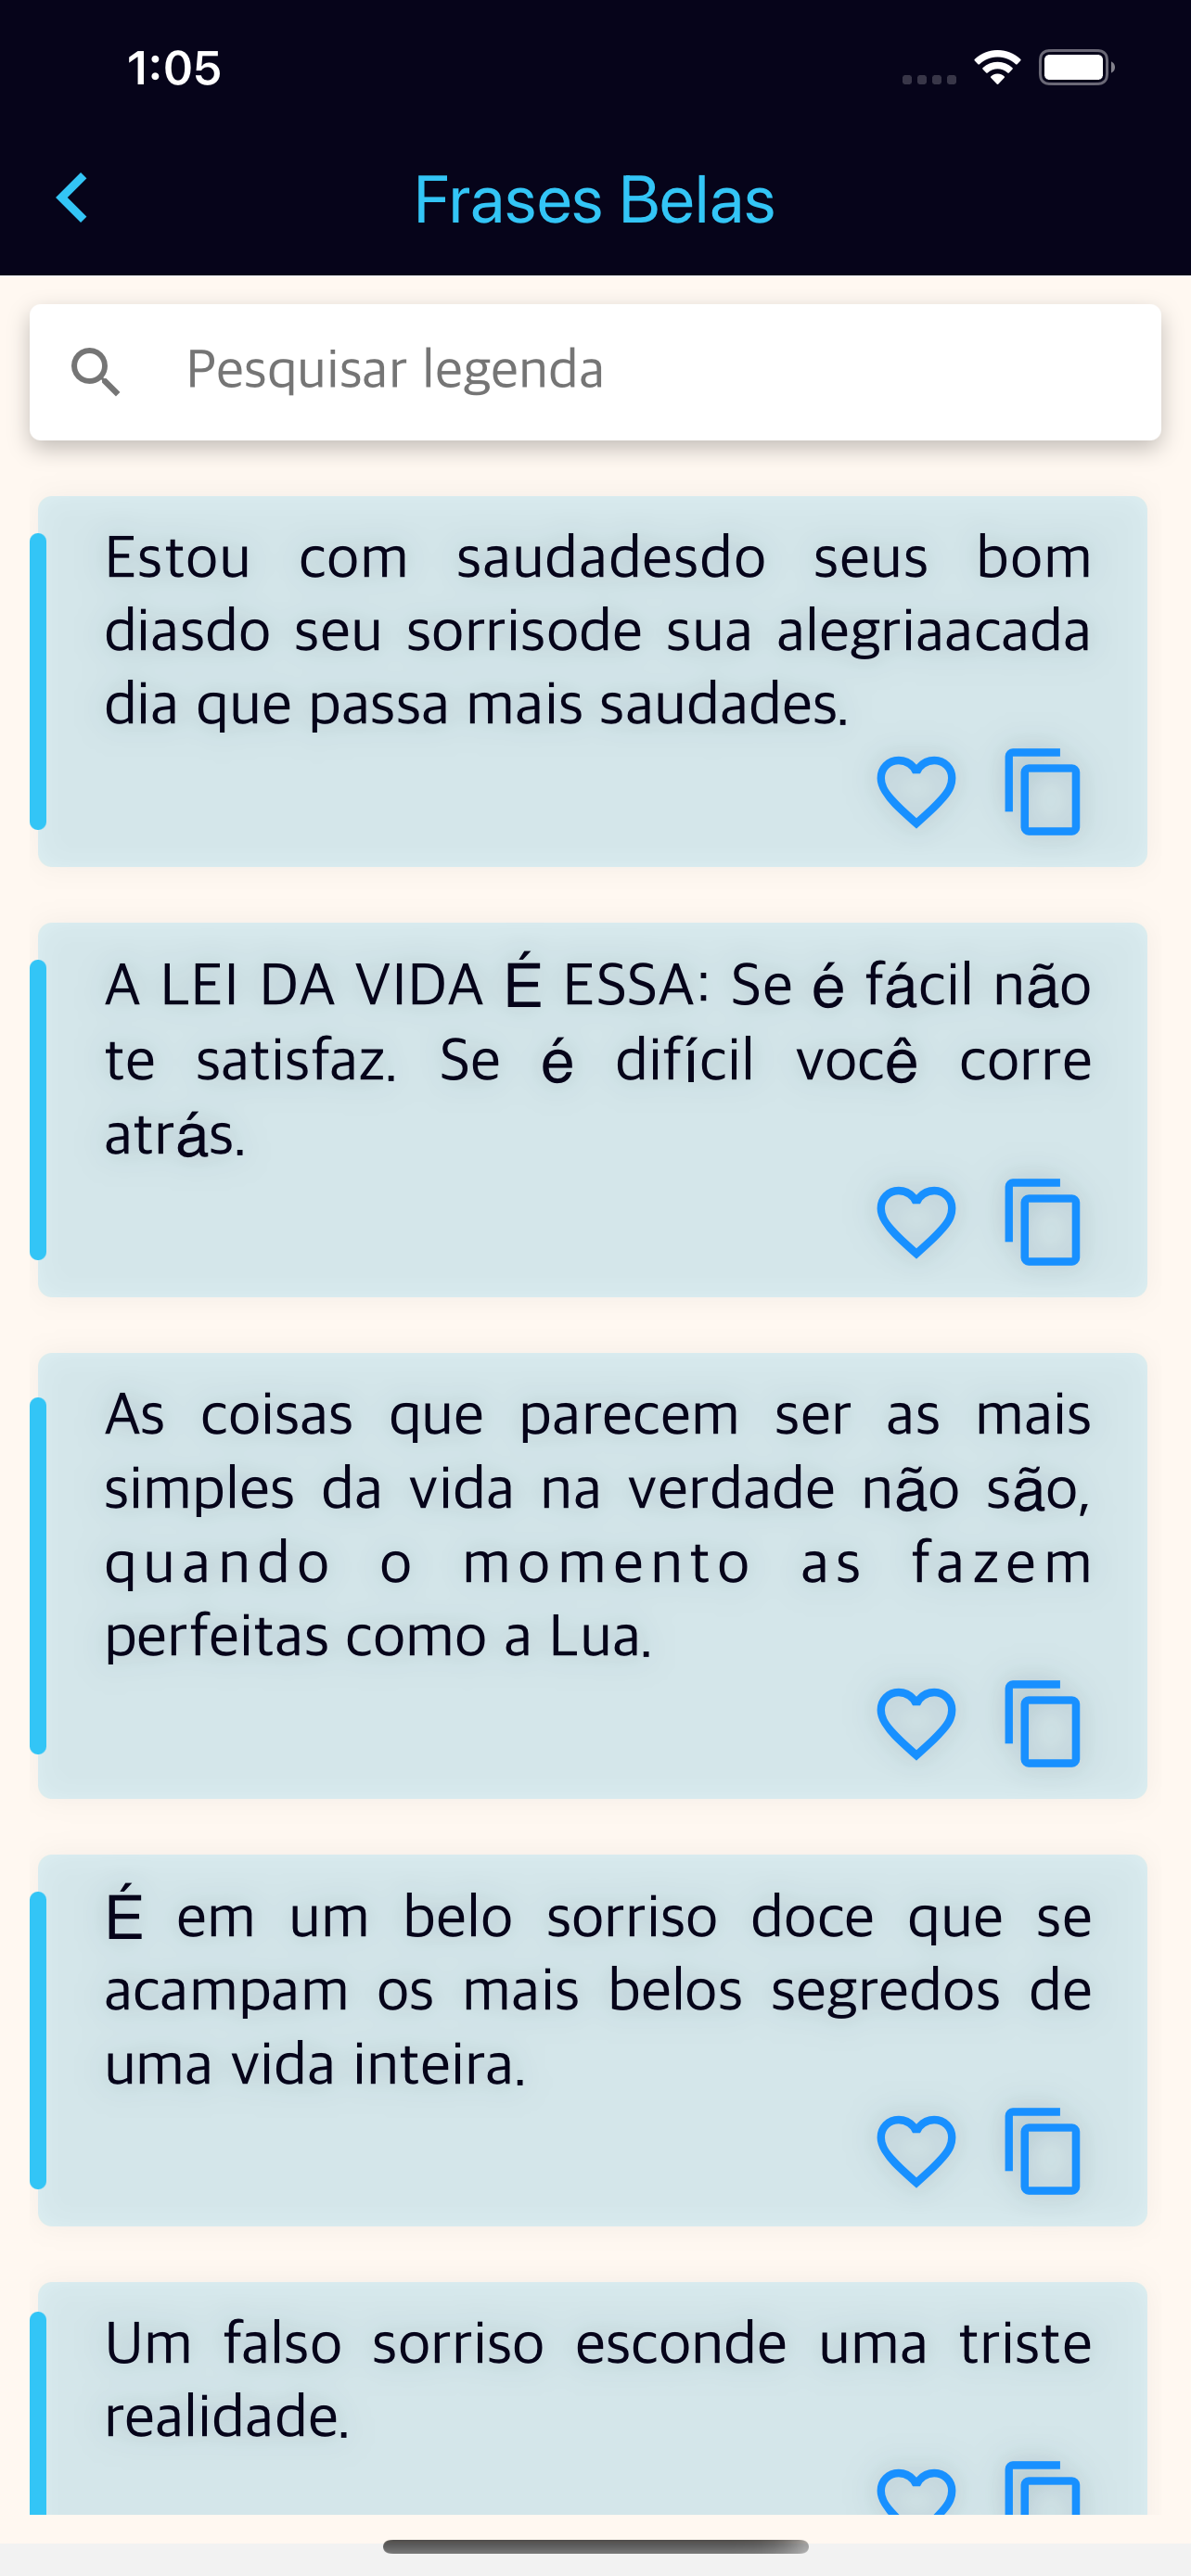 1:05
Frases Belas
Pesquisar legenda
Estou com saudadesdo seus bom
diasdo seu sorrisode sua alegriaacada
dia que passa mais saudades.
A LEI DA VIDA É ESSA: Se é fácil não
te satisfaz. Se é difícil você corre
atrás.
As coisas que parecem ser as mais
simples da vida na verdade não são,
quando o momento as fazem
perfeitas como a Lua.
É em um belo sorriso doce que se
acampam os mais belos segredos de
uma vida inteira.
Um falso sorriso esconde uma triste
realidade.